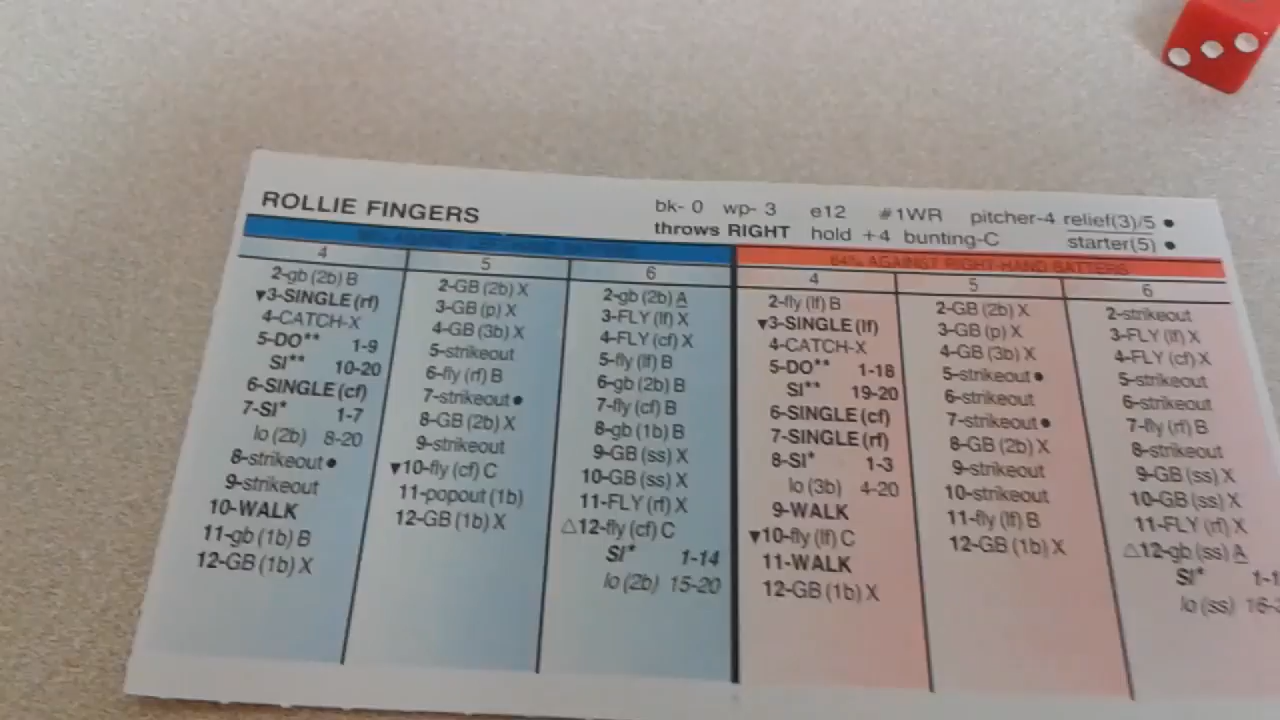 ROLLIE FINGERS
bk- 0 wp- 3 e12 #1WR pitcher-4 relief(3)/5 ●
throws RIGHT hold +4 bunting-C starter(5) ●
4
2-gb (2b) B
▼3-SINGLE (rf)
4-CATCH-X
5-DO** 1-9
SI** 10-20
6-SINGLE (cf)
7-SI* 1-7
lo (2b) 8-20
8-strikeout●
9-strikeout
10-WALK
11-gb (1b) B
12-GB (1b) X
5
2-GB (2b) X
3-GB (p) X
4-GB (3b) X
5-strikeout
6-fly (rf) B
7-strikeout●
8-GB (2b) X
9-strikeout
▼10-fly (cf) C
11-popout (1b)
12-GB (1b) X
6
2-gb (2b) A
3-FLY (lf) X
4-FLY (cf) X
5-fly (lf) B
6-gb (2b) B
7-fly (cf) B
8-gb (1b) B
9-GB (ss) X
10-GB (ss) X
11-FLY (rf) X
△12-fly (cf) C
SI* 1-14
lo (2b) 15-20
64% AGAINST RIGHT-HAND BATTERS
4
2-fly (lf) B
▼3-SINGLE (lf)
4-CATCH-X
5-DO** 1-18
SI** 19-20
6-SINGLE (cf)
7-SINGLE (rf)
8-SI* 1-3
lo (3b) 4-20
9-WALK
▼10-fly (lf) C
11-WALK
12-GB (1b) X
5
2-GB (2b) X
3-GB (p) X
4-GB (3b) X
5-strikeout●
6-strikeout
7-strikeout●
8-GB (2b) X
9-strikeout
10-strikeout
11-fly (lf) B
12-GB (1b) X
6
2-strikeout
3-FLY (lf) X
4-FLY (cf) X
5-strikeout
6-strikeout
7-fly (rf) B
8-strikeout
9-GB (ss) X
10-GB (ss) X
11-FLY (rf) X
△12-gb (ss) A
SI*
lo (ss)